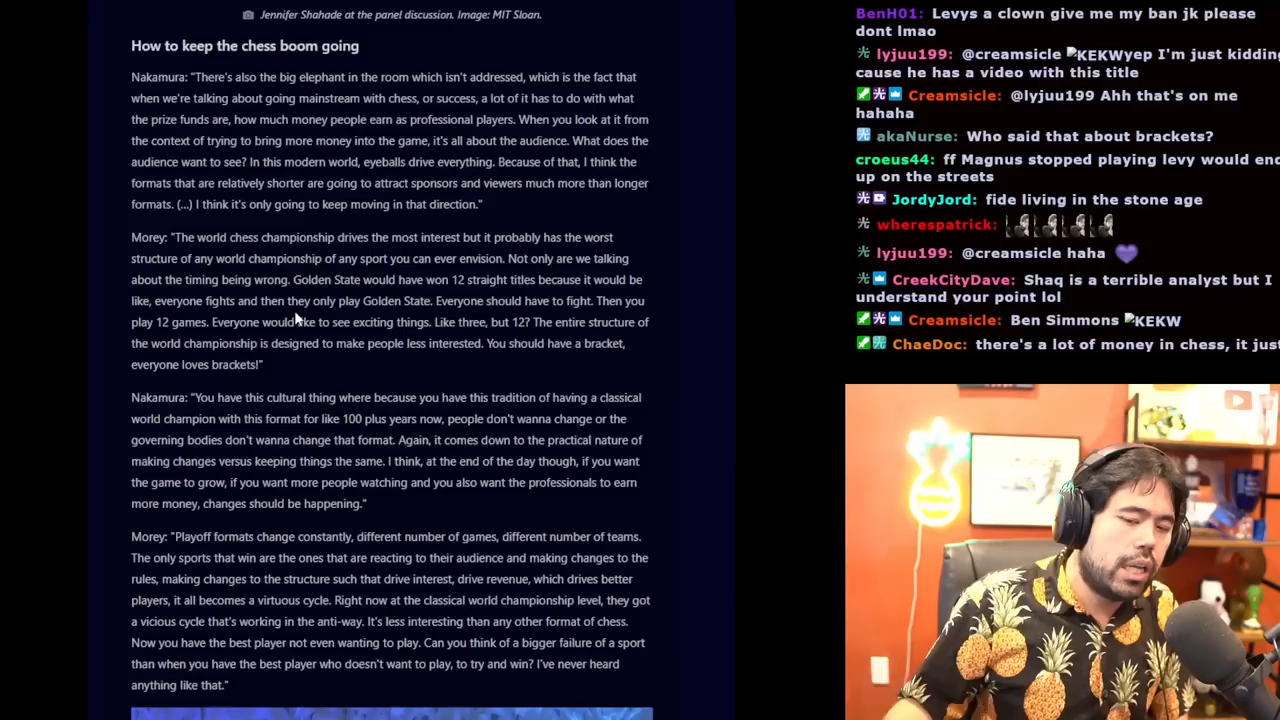 Jennifer Shahade at the panel discussion. Image: MIT Sloan.
How to keep the chess boom going
Nakamura: "There's also the big elephant in the room which isn't addressed, which is the fact that
when we're talking about going mainstream with chess, or success, a lot of it has to do with what
the prize funds are, how much money people earn as professional players. When you look at it from
the context of trying to bring more money into the game, it's all about the audience. What does the
audience want to see? In this modern world, eyeballs drive everything. Because of that, I think the
formats that are relatively shorter are going to attract sponsors and viewers much more than longer
formats. (...) I think it's only going to keep moving in that direction."
Morey: "The world chess championship drives the most interest but it probably has the worst
structure of any world championship of any sport you can ever envision. Not only are we talking
about the timing being wrong. Golden State would have won 12 straight titles because it would be
like, everyone fights and then they only play Golden State. Everyone should have to fight. Then you
play 12 games. Everyone would like to see exciting things. Like three, but 12? The entire structure of
the world championship is designed to make people less interested. You should have a bracket,
everyone loves brackets!"
Nakamura: "You have this cultural thing where because you have this tradition of having a classical
world champion with this format for like 100 plus years now, people don't wanna change or the
governing bodies don't wanna change that format. Again, it comes down to the practical nature of
making changes versus keeping things the same. I think, at the end of the day though, if you want
the game to grow, if you want more people watching and you also want the professionals to earn
more money, changes should be happening."
Morey: "Playoff formats change constantly, different number of games, different number of teams.
The only sports that win are the ones that are reacting to their audience and making changes to the
rules, making changes to the structure such that drive interest, drive revenue, which drives better
players, it all becomes a virtuous cycle. Right now at the classical world championship level, they got
a vicious cycle that's working in the anti-way. It's less interesting than any other format of chess.
Now you have the best player not even wanting to play. Can you think of a bigger failure of a sport
than when you have the best player who doesn't want to play, to try and win? I've never heard
anything like that."
BenH01: Levys a clown give me my ban jk please
dont lmao
lyjuu199: @creamsicle KEKWyep I'm just kidding
cause he has a video with this title
Creamsicle: @lyjuu199 Ahh that's on me
hahaha
akaNurse: Who said that about brackets?
croeus44: ff Magnus stopped playing levy would end
up on the streets
JordyJord: fide living in the stone age
wherespatrick:
lyjuu199: @creamsicle haha
CreekCityDave: Shaq is a terrible analyst but I
understand your point lol
Creamsicle: Ben Simmons KEKW
ChaeDoc: there's a lot of money in chess, it just